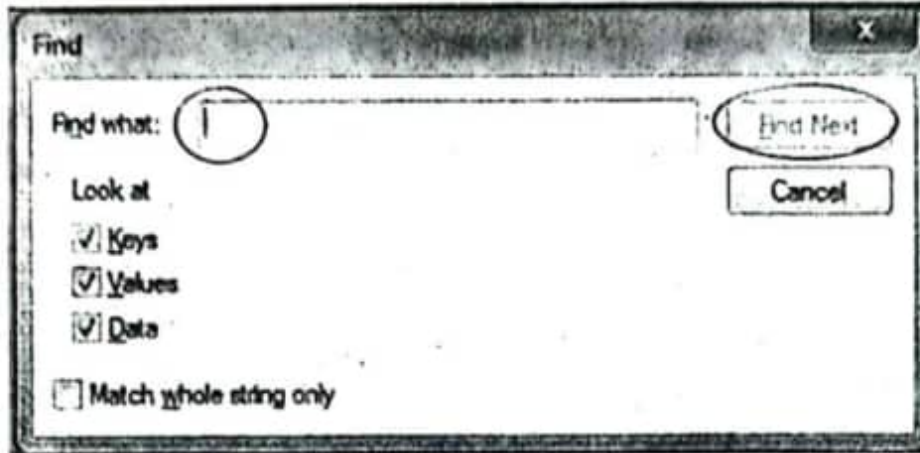 Find
X
Find what:
Find Next
Look at
Cancel
Keys
Values
Data
Match whole string only